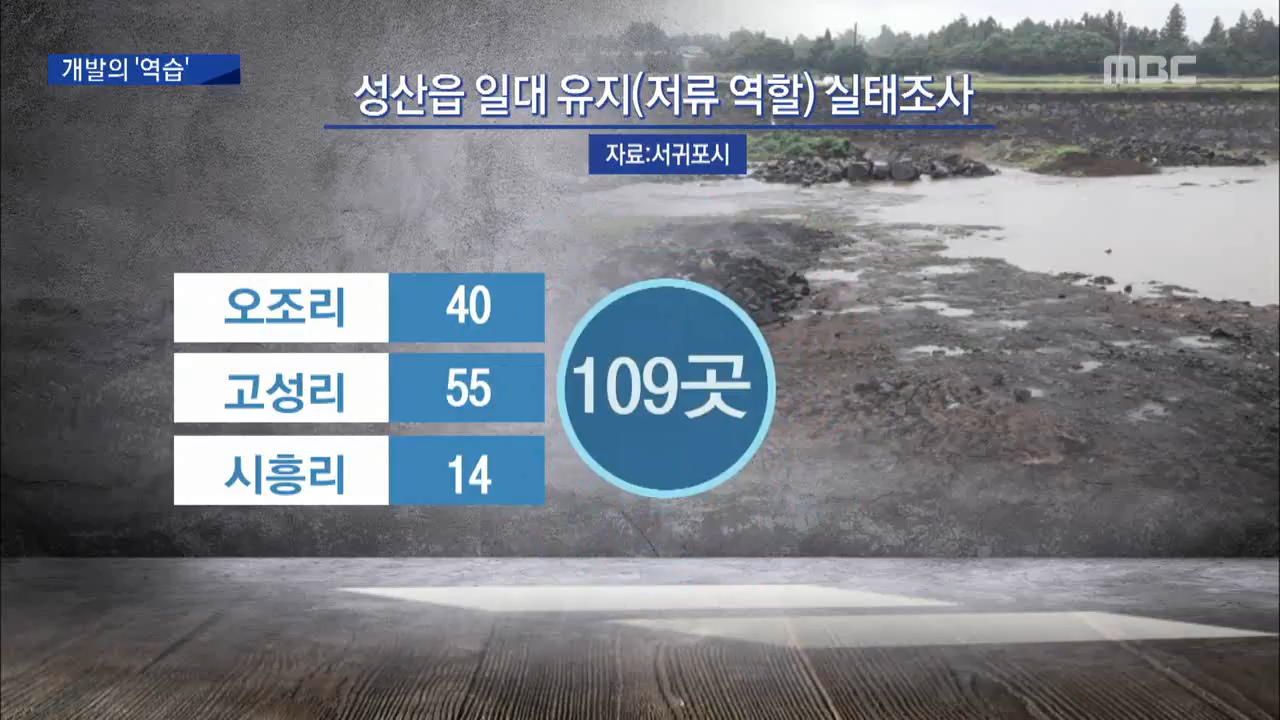 개발의 '역습'
MBC
성산읍 일대 유지(저류 역할) 실태조사
자료:서귀포시
오조리 40
고성리 55
시흥리 14
109곳